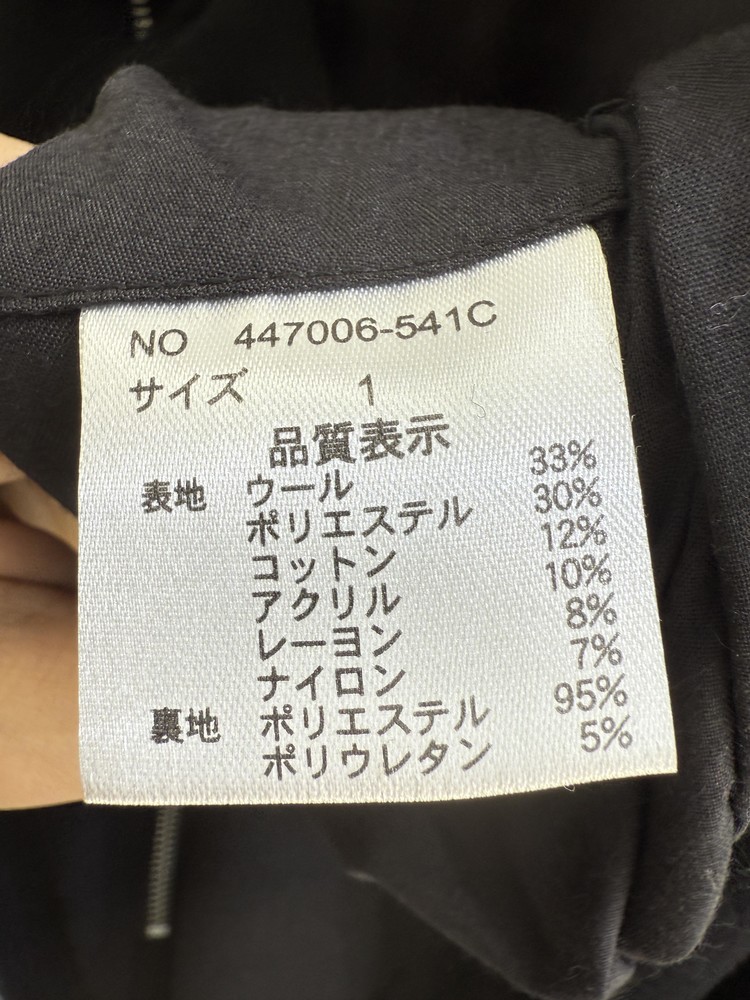 NO 447006-541C
サイズ 1
品質表示
表地 ウール 33%
ポリエステル 30%
コットン 12%
アクリル 10%
レーヨン 8%
ナイロン 7%
裏地 ポリエステル 95%
ポリウレタン 5%